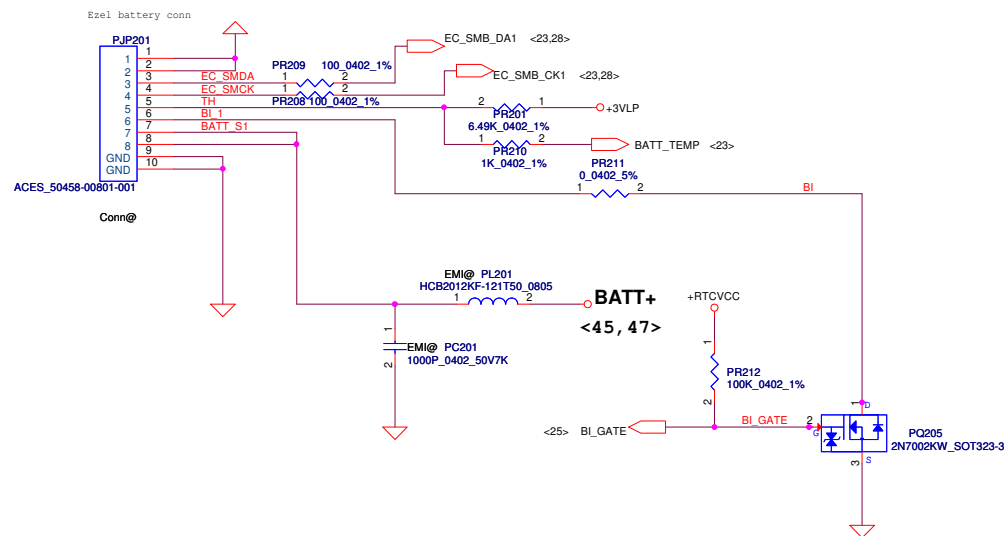 Ezel battery conn
PJP201
1 1
2 2
3 3
4 4
5 5
6 6
7 7
8 8
GND 9
GND 10
ACES_50458-00801-001
Conn@
EC_SMDA
EC_SMCK
TH
BI_1
BATT_S1
PR209 100_0402_1%
1 2
EC_SMB_DA1 <23,28>
1 2
PR208 100_0402_1%
EC_SMB_CK1 <23,28>
2 1
+3VLP
PR201
6.49K_0402_1%
1 2
BATT_TEMP <23>
PR210
1K_0402_1%
PR211
0_0402_5%
1 2
BI
EMI@ PL201
HCB2012KF-121T50_0805
1 2
BATT+
<45,47>
1
EMI@ PC201
1000P_0402_50V7K
2
+RTCVCC
1
PR212
100K_0402_1%
2
<25> BI_GATE
BI_GATE
2
G
1
D
3
S
PQ205
2N7002KW_SOT323-3